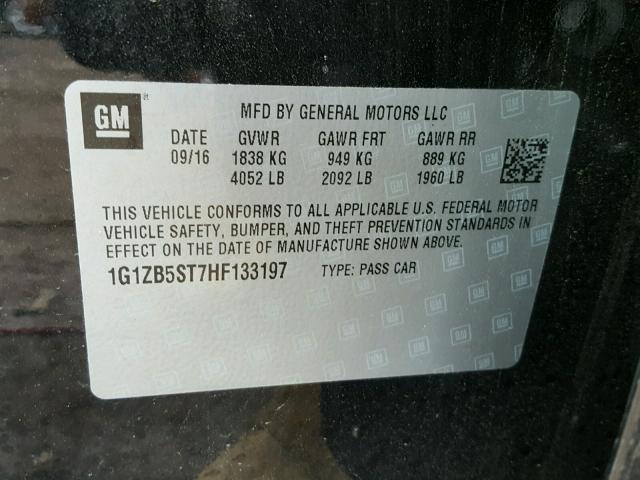 GM
MFD BY GENERAL MOTORS LLC
DATE GVWR GAWR FRT GAWR RR
09/16 1838 KG 949 KG 889 KG
4052 LB 2092 LB 1960 LB
THIS VEHICLE CONFORMS TO ALL APPLICABLE U.S. FEDERAL MOTOR
VEHICLE SAFETY, BUMPER, AND THEFT PREVENTION STANDARDS IN
EFFECT ON THE DATE OF MANUFACTURE SHOWN ABOVE.
1G1ZB5ST7HF133197 TYPE: PASS CAR